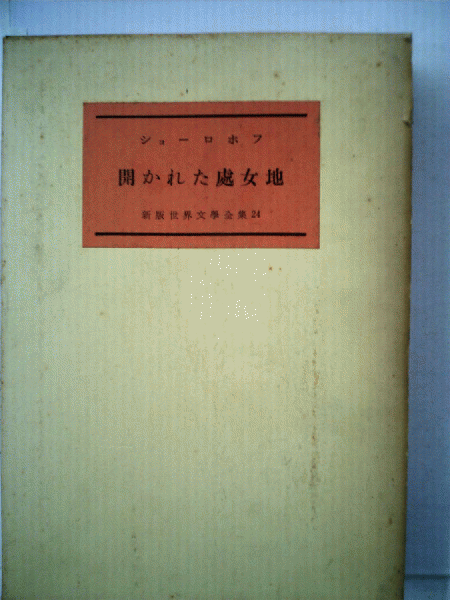 ショーロホフ
開かれた處女地
新版世界文學全集24